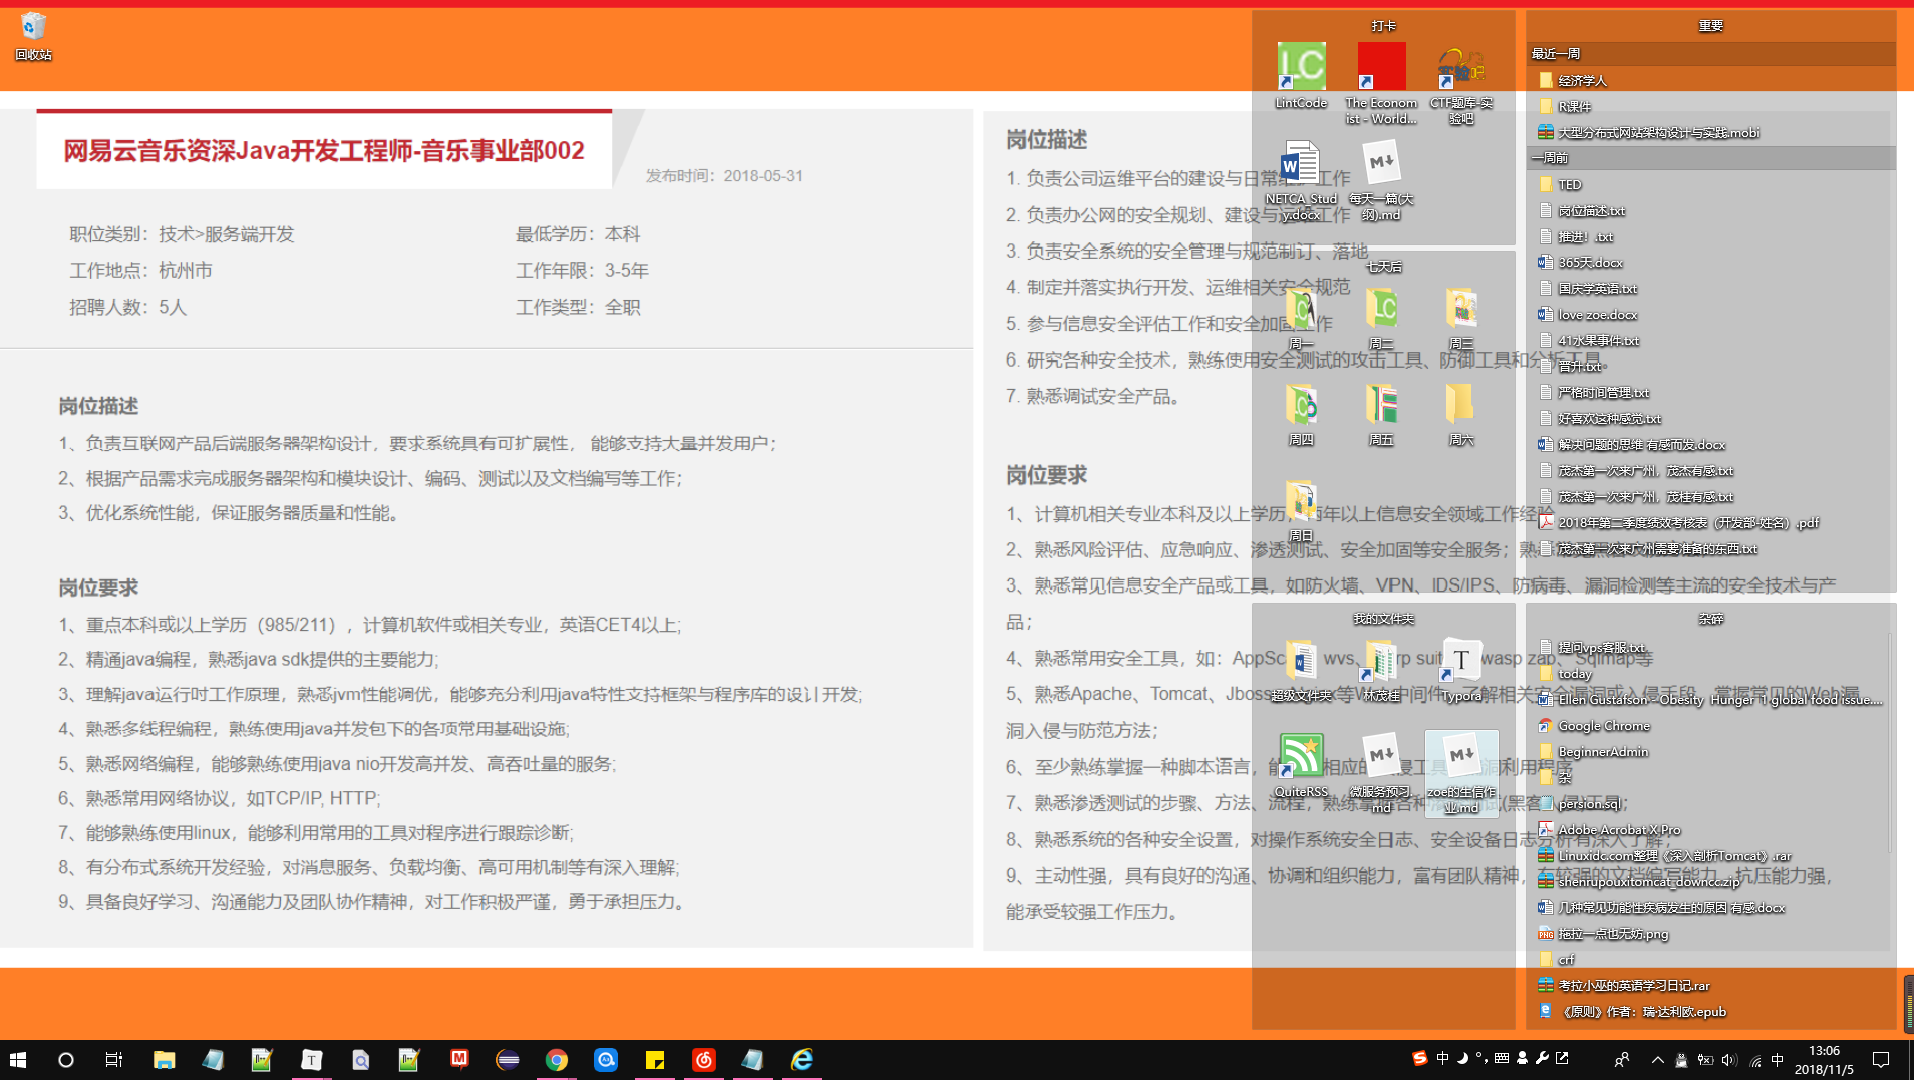 回收站
网易云音乐资深Java开发工程师-音乐事业部002
发布时间：2018-05-31
职位类别：技术>服务端开发
最低学历：本科
工作地点：杭州市
工作年限：3-5年
招聘人数：5人
工作类型：全职
岗位描述
1、负责互联网产品后端服务器架构设计，要求系统具有可扩展性， 能够支持大量并发用户；
2、根据产品需求完成服务器架构和模块设计、编码、测试以及文档编写等工作；
3、优化系统性能，保证服务器质量和性能。
岗位要求
1、重点本科或以上学历（985/211），计算机软件或相关专业，英语CET4以上;
2、精通java编程，熟悉java sdk提供的主要能力;
3、理解java运行时工作原理，熟悉jvm性能调优，能够充分利用java特性支持框架与程序库的设计开发;
4、熟悉多线程编程，熟练使用java并发包下的各项常用基础设施;
5、熟悉网络编程，能够熟练使用java nio开发高并发、高吞吐量的服务;
6、熟悉常用网络协议，如TCP/IP, HTTP;
7、能够熟练使用linux，能够利用常用的工具对程序进行跟踪诊断;
8、有分布式系统开发经验，对消息服务、负载均衡、高可用机制等有深入理解;
9、具备良好学习、沟通能力及团队协作精神，对工作积极严谨，勇于承担压力。
岗位描述
1. 负责公司运维平台的建设与日常维护工作
2. 负责办公网的安全规划、建设与运维工作
3. 负责安全系统的安全管理与规范制订、落地
4. 制定并落实执行开发、运维相关安全规范
5. 参与信息安全评估工作和安全加固工作
6. 研究各种安全技术，熟练使用安全测试的攻击工具、防御工具和分析工具。
7. 熟悉调试安全产品。
岗位要求
1、计算机相关专业本科及以上学历，两年以上信息安全领域工作经验
2、熟悉风险评估、应急响应、渗透测试、安全加固等安全服务；熟
3、熟悉常见信息安全产品或工具，如防火墙、VPN、IDS/IPS、防病毒、漏洞检测等主流的安全技术与产
品；
4、熟悉常用安全工具，如：AppSc wvs、 rp suit wasp zap、Sqlmap等
5、熟悉Apache、Tomcat、Jboss x等W 中间件 了解相关安全漏洞或入侵手段，掌握常见的Web漏
洞入侵与防范方法；
6、至少熟练掌握一种脚本语言，能 相应的 侵工具 洞利用程序
7、熟悉渗透测试的步骤、方法、流程，熟练掌握各种渗透测试(黑客入侵)工具；
8、熟悉系统的各种安全设置，对操作系统安全日志、安全设备日志分析有深入了解；
9、主动性强，具有良好的沟通、协调和组织能力，富有团队精神，有较强的文档编写能力、抗压能力强，
能承受较强工作压力。
打卡
LintCode
The Econom
ist - World...
CTF题库-实
验吧
NETCA_Stud
y.docx
每天一篇(大
纲).md
七天后
周一
周二
周三
周四
周五
周六
周日
我的文件夹
超级文件夹
林茂桂
Typora
QuiteRSS
微服务预习.
md
zoe的生信作
业.md
重要
最近一周
经济学人
R课件
大型分布式网站架构设计与实践.mobi
一周前
TED
岗位描述.txt
推进！.txt
365天.docx
国庆学英语.txt
love zoe.docx
41水果事件.txt
晋升.txt
严格时间管理.txt
好喜欢这种感觉.txt
解决问题的思维 有感而发.docx
茂杰第一次来广州，茂杰有感.txt
茂杰第一次来广州，茂桂有感.txt
2018年第二季度绩效考核表（开发部-姓名）.pdf
茂杰第一次来广州需要准备的东西.txt
杂碎
提问vps客服.txt
today
Ellen Gustafson - Obesity Hunger 1 global food issue....
Google Chrome
BeginnerAdmin
杂
persion.sql
Adobe Acrobat X Pro
Linuxidc.com整理《深入剖析Tomcat》.rar
shenrupouxitomcat_downcc.zip
几种常见功能性疾病发生的原因 有感.docx
拖拉一点也无妨.png
crf
考拉小巫的英语学习日记.rar
《原则》作者：瑞·达利欧.epub
中
中
13:06
2018/11/5